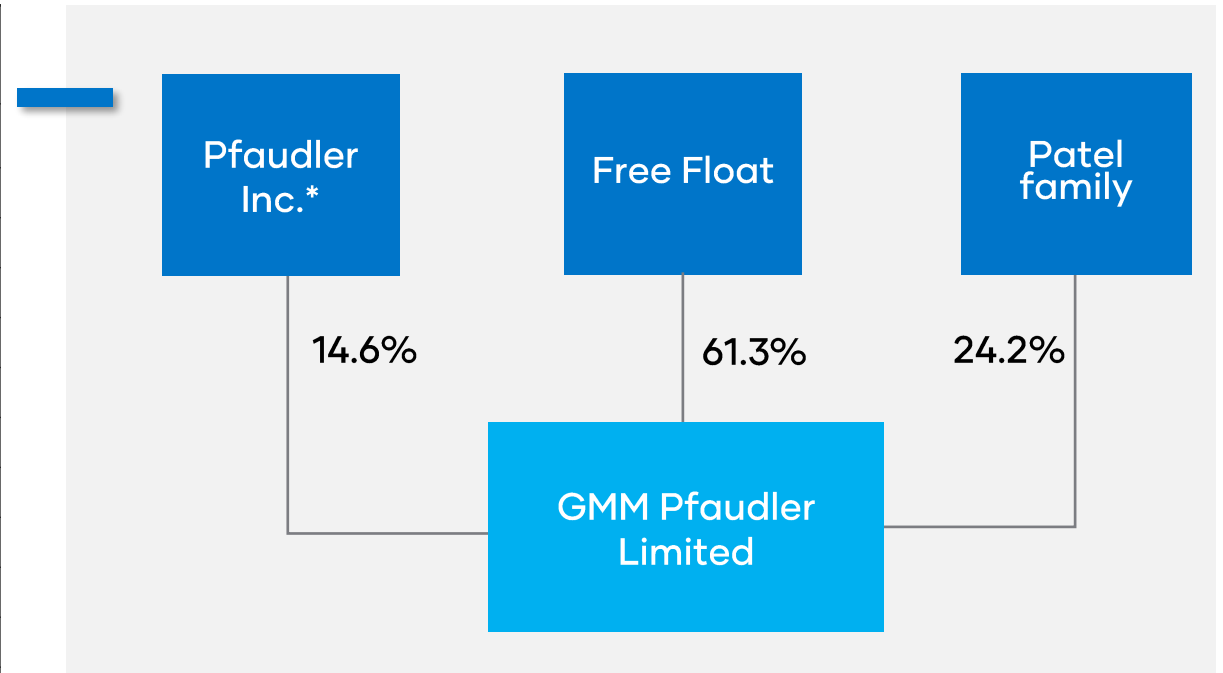 Pfaudler
Inc.*
Free Float
Patel
family
14.6%
61.3%
24.2%
GMM Pfaudler
Limited